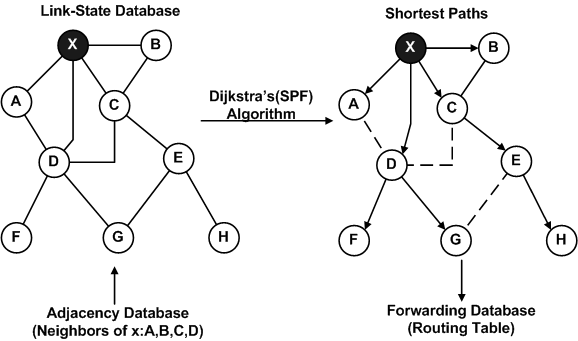 Link-State Database
Shortest Paths
X
B
A
C
D
E
F
G
H
Dijkstra's(SPF)
Algorithm
X
B
A
C
D
E
F
G
H
Adjacency Database
(Neighbors of x:A,B,C,D)
Forwarding Database
(Routing Table)